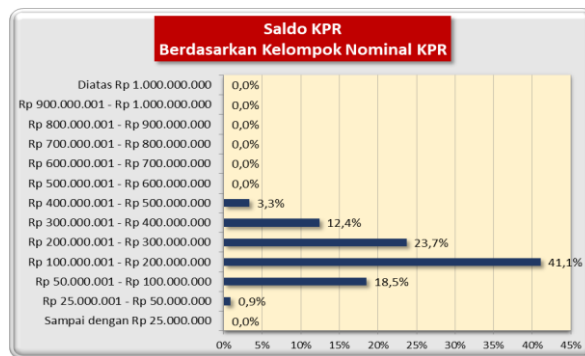 Saldo KPR
Berdasarkan Kelompok Nominal KPR
Diatas Rp 1.000.000.000 0,0%
Rp 900.000.001 - Rp 1.000.000.000 0,0%
Rp 800.000.001 - Rp 900.000.000 0,0%
Rp 700.000.001 - Rp 800.000.000 0,0%
Rp 600.000.001 - Rp 700.000.000 0,0%
Rp 500.000.001 - Rp 600.000.000 0,0%
Rp 400.000.001 - Rp 500.000.000 3,3%
Rp 300.000.001 - Rp 400.000.000 12,4%
Rp 200.000.001 - Rp 300.000.000 23,7%
Rp 100.000.001 - Rp 200.000.000 41,1%
Rp 50.000.001 - Rp 100.000.000 18,5%
Rp 25.000.001 - Rp 50.000.000 0,9%
Sampai dengan Rp 25.000.000 0,0%
0% 5% 10% 15% 20% 25% 30% 35% 40% 45%